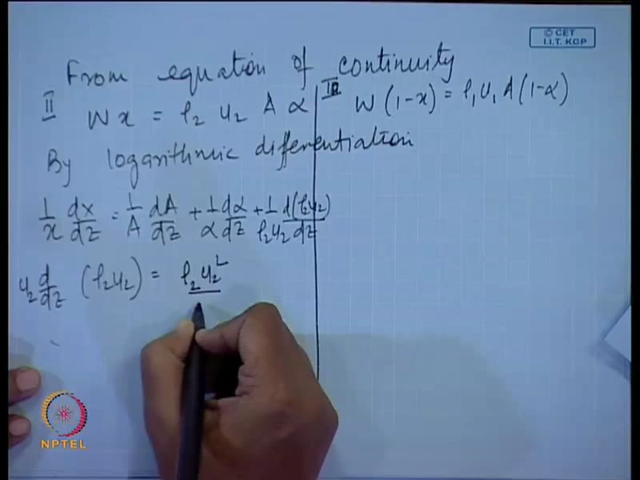 © CET
I.I.T. KGP
From equation of continuity
II W x = ρ₂ u₂ A α
III W (1-x) = ρ₁ u₁ A (1-α)
By logarithmic differentiation
1/x dx/dz = 1/A dA/dz + 1/α dα/dz + 1/ρ₂u₂ d(ρ₂u₂)/dz
u₂ d/dz (ρ₂u₂) = ρ₂u₂²
NPTEL